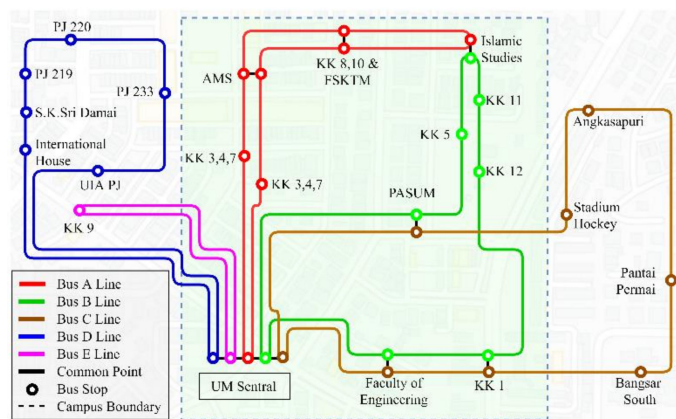 PJ 220
PJ 219
PJ 233
S.K.Sri Damai
International
House
UIA PJ
KK 9
AMS
KK 8,10 &
FSKTM
Islamic
Studies
KK 11
KK 5
KK 12
KK 3,4,7
KK 3,4,7
PASUM
Angkasapuri
Stadium
Hockey
Pantai
Permai
Bangsar
South
KK 1
Faculty of
Engineering
UM Sentral
Bus A Line
Bus B Line
Bus C Line
Bus D Line
Bus E Line
Common Point
Bus Stop
Campus Boundary